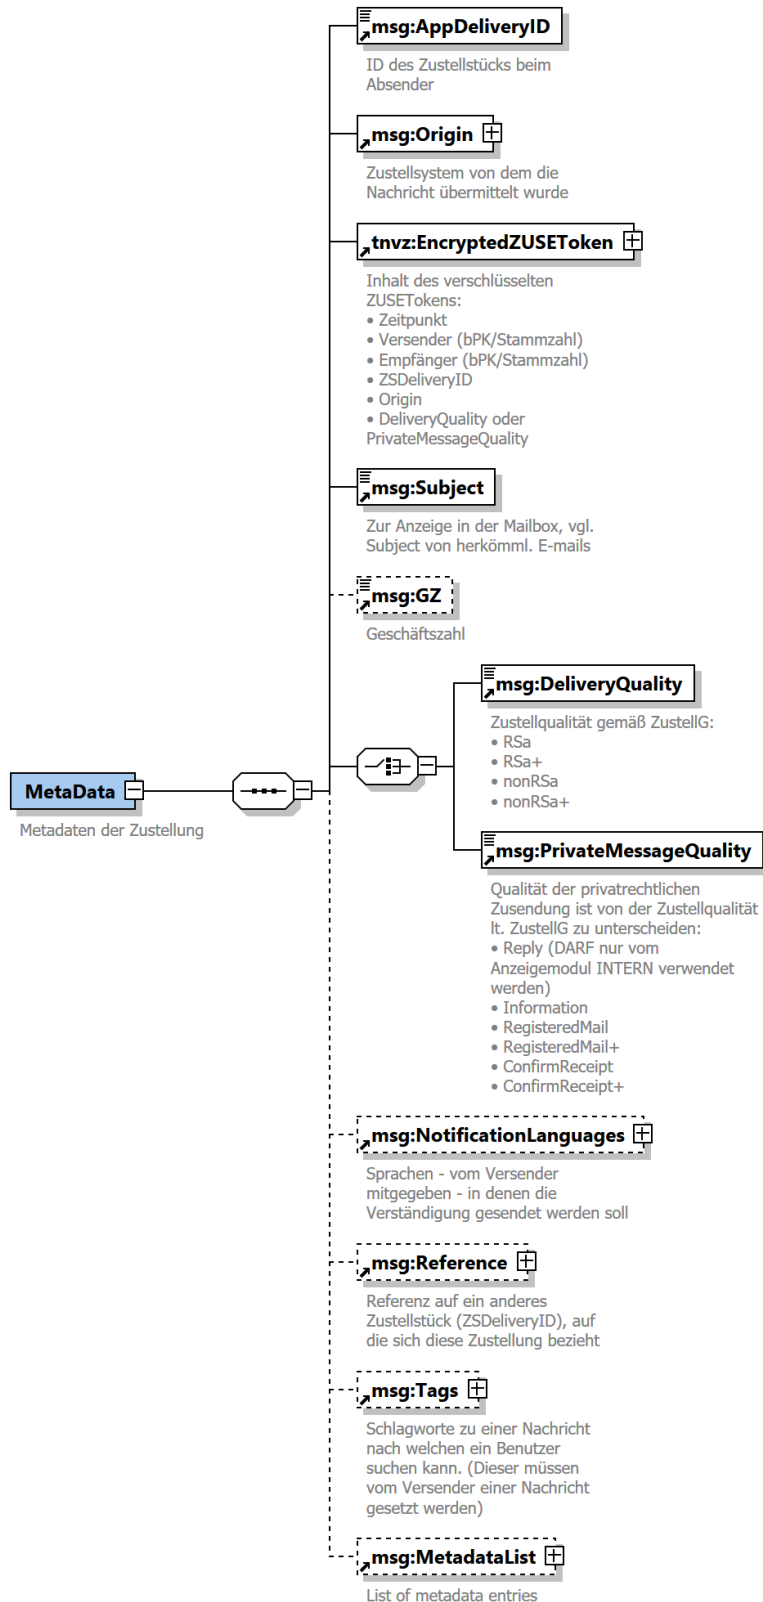 msg:AppDeliveryID
ID des Zustellstücks beim
Absender
msg:Origin
Zustellsystem von dem die
Nachricht übermittelt wurde
tnvz:EncryptedZUSEToken
Inhalt des verschlüsselten
ZUSETokens:
• Zeitpunkt
• Versender (bPK/Stammzahl)
• Empfänger (bPK/Stammzahl)
• ZSDeliveryID
• Origin
• DeliveryQuality oder
PrivateMessageQuality
msg:Subject
Zur Anzeige in der Mailbox, vgl.
Subject von herkömml. E-mails
msg:GZ
Geschäftszahl
msg:DeliveryQuality
Zustellqualität gemäß ZustellG:
• RSa
• RSa+
• nonRSa
• nonRSa+
MetaData
Metadaten der Zustellung
msg:PrivateMessageQuality
Qualität der privatrechtlichen
Zusendung ist von der Zustellqualität
lt. ZustellG zu unterscheiden:
• Reply (DARF nur vom
Anzeigemodul INTERN verwendet
werden)
• Information
• RegisteredMail
• RegisteredMail+
• ConfirmReceipt
• ConfirmReceipt+
msg:NotificationLanguages
Sprachen - vom Versender
mitgegeben - in denen die
Verständigung gesendet werden soll
msg:Reference
Referenz auf ein anderes
Zustellstück (ZSDeliveryID), auf
die sich diese Zustellung bezieht
msg:Tags
Schlagworte zu einer Nachricht
nach welchen ein Benutzer
suchen kann. (Dieser müssen
vom Versender einer Nachricht
gesetzt werden)
msg:MetadataList
List of metadata entries